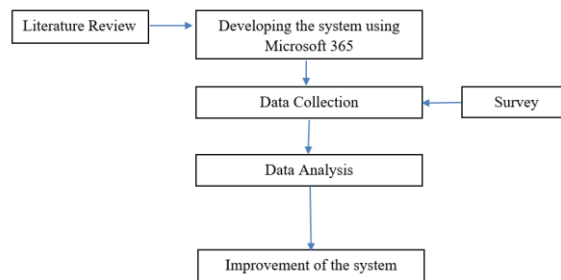 Literature Review
Developing the system using
Microsoft 365
Data Collection
Survey
Data Analysis
Improvement of the system